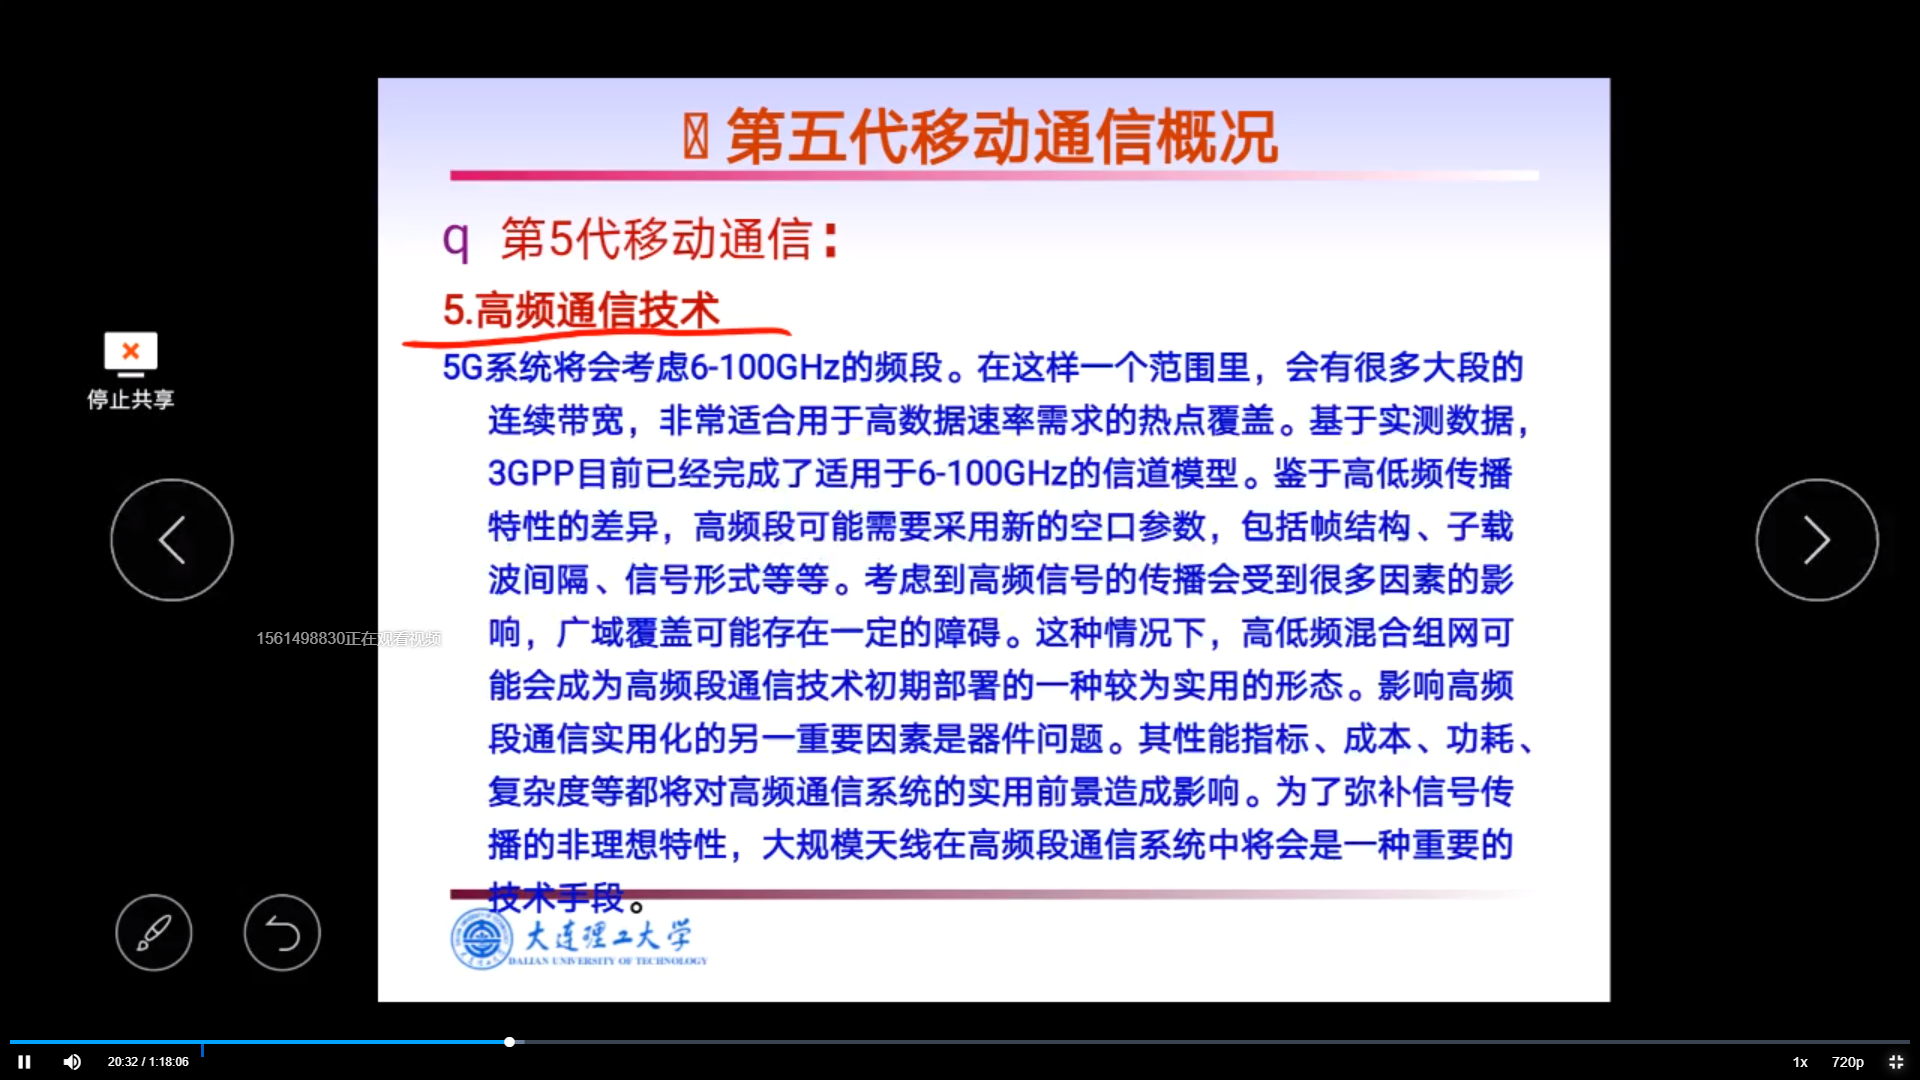 第五代移动通信概况
q 第5代移动通信：
5.高频通信技术
5G系统将会考虑6-100GHz的频段。在这样一个范围里，会有很多大段的
连续带宽，非常适合用于高数据速率需求的热点覆盖。基于实测数据，
3GPP目前已经完成了适用于6-100GHz的信道模型。鉴于高低频传播
特性的差异，高频段可能需要采用新的空口参数，包括帧结构、子载
波间隔、信号形式等等。考虑到高频信号的传播会受到很多因素的影
响，广域覆盖可能存在一定的障碍。这种情况下，高低频混合组网可
能会成为高频段通信技术初期部署的一种较为实用的形态。影响高频
段通信实用化的另一重要因素是器件问题。其性能指标、成本、功耗、
复杂度等都将对高频通信系统的实用前景造成影响。为了弥补信号传
播的非理想特性，大规模天线在高频段通信系统中将会是一种重要的
技术手段。
大连理工大学
DALIAN UNIVERSITY OF TECHNOLOGY
停止共享
1561498830正在观看视频
20:32 / 1:18:06
1x
720p